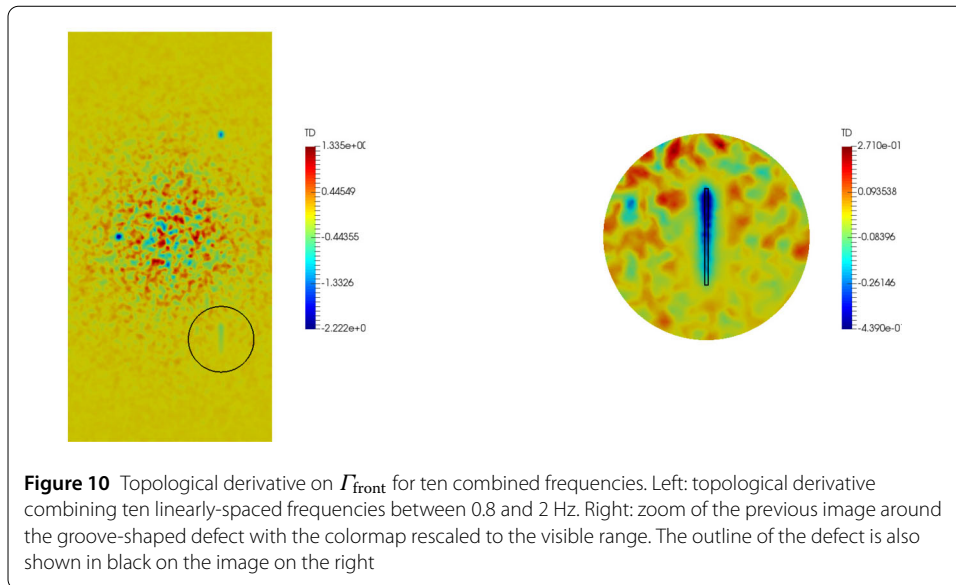 TD
1.335e+00
0.44549
-0.44355
-1.3326
-2.222e+0
TD
2.710e-01
0.093538
-0.08396
-0.26146
-4.390e-0
Figure 10 Topological derivative on Γfront for ten combined frequencies. Left: topological derivative
combining ten linearly-spaced frequencies between 0.8 and 2 Hz. Right: zoom of the previous image around
the groove-shaped defect with the colormap rescaled to the visible range. The outline of the defect is also
shown in black on the image on the right